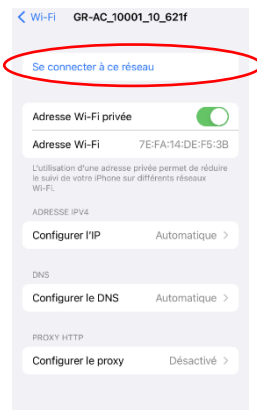 Wi-Fi GR-AC_10001_10_621f
Se connecter à ce réseau
Adresse Wi-Fi privée
Adresse Wi-Fi 7E:FA:14:DE:F5:3B
L'utilisation d'une adresse privée permet de réduire
le suivi de votre iPhone sur différents réseaux
Wi-Fi.
ADRESSE IPV4
Configurer l'IP Automatique
DNS
Configurer le DNS Automatique
PROXY HTTP
Configurer le proxy Désactivé